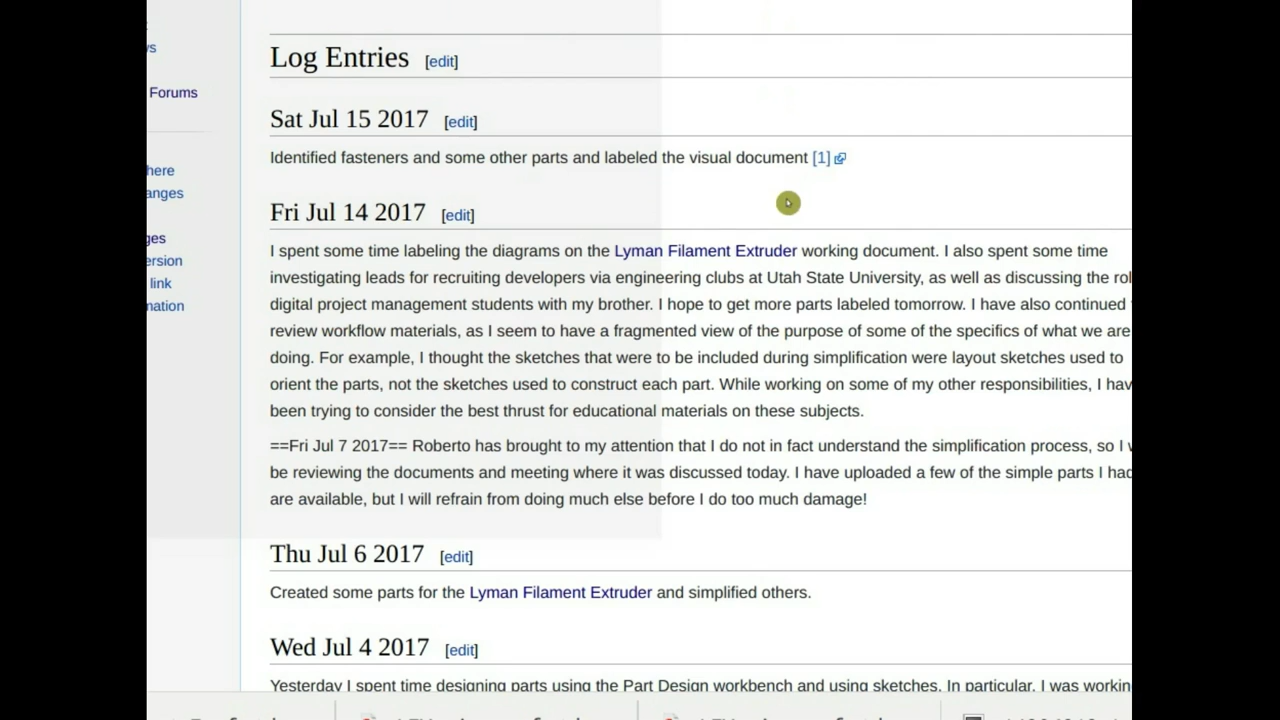 ws
Forums
here
anges
ges
ersion
link
mation
Log Entries [edit]
Sat Jul 15 2017 [edit]
Identified fasteners and some other parts and labeled the visual document [1]
Fri Jul 14 2017 [edit]
I spent some time labeling the diagrams on the Lyman Filament Extruder working document. I also spent some time
investigating leads for recruiting developers via engineering clubs at Utah State University, as well as discussing the rol
digital project management students with my brother. I hope to get more parts labeled tomorrow. I have also continued
review workflow materials, as I seem to have a fragmented view of the purpose of some of the specifics of what we are
doing. For example, I thought the sketches that were to be included during simplification were layout sketches used to
orient the parts, not the sketches used to construct each part. While working on some of my other responsibilities, I hav
been trying to consider the best thrust for educational materials on these subjects.
==Fri Jul 7 2017== Roberto has brought to my attention that I do not in fact understand the simplification process, so I w
be reviewing the documents and meeting where it was discussed today. I have uploaded a few of the simple parts I had
are available, but I will refrain from doing much else before I do too much damage!
Thu Jul 6 2017 [edit]
Created some parts for the Lyman Filament Extruder and simplified others.
Wed Jul 4 2017 [edit]
Yesterday I spent time designing parts using the Part Design workbench and using sketches. In particular, I was workin